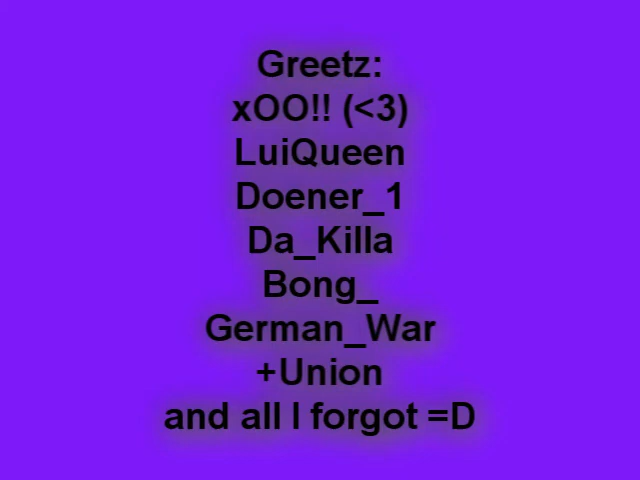 Greetz:
xOO!! (<3)
LuiQueen
Doener_1
Da_Killa
Bong_
German_War
+Union
and all I forgot =D